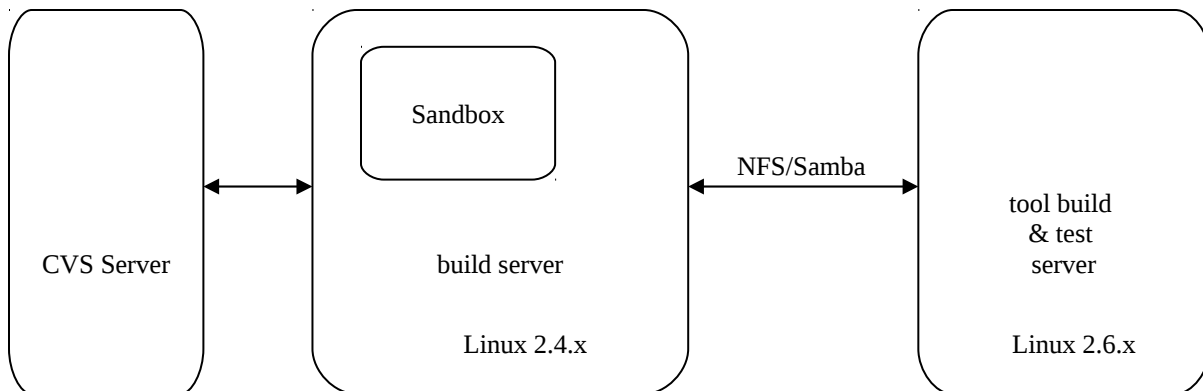 Sandbox
NFS/Samba
tool build
& test
server
CVS Server
build server
Linux 2.4.x
Linux 2.6.x